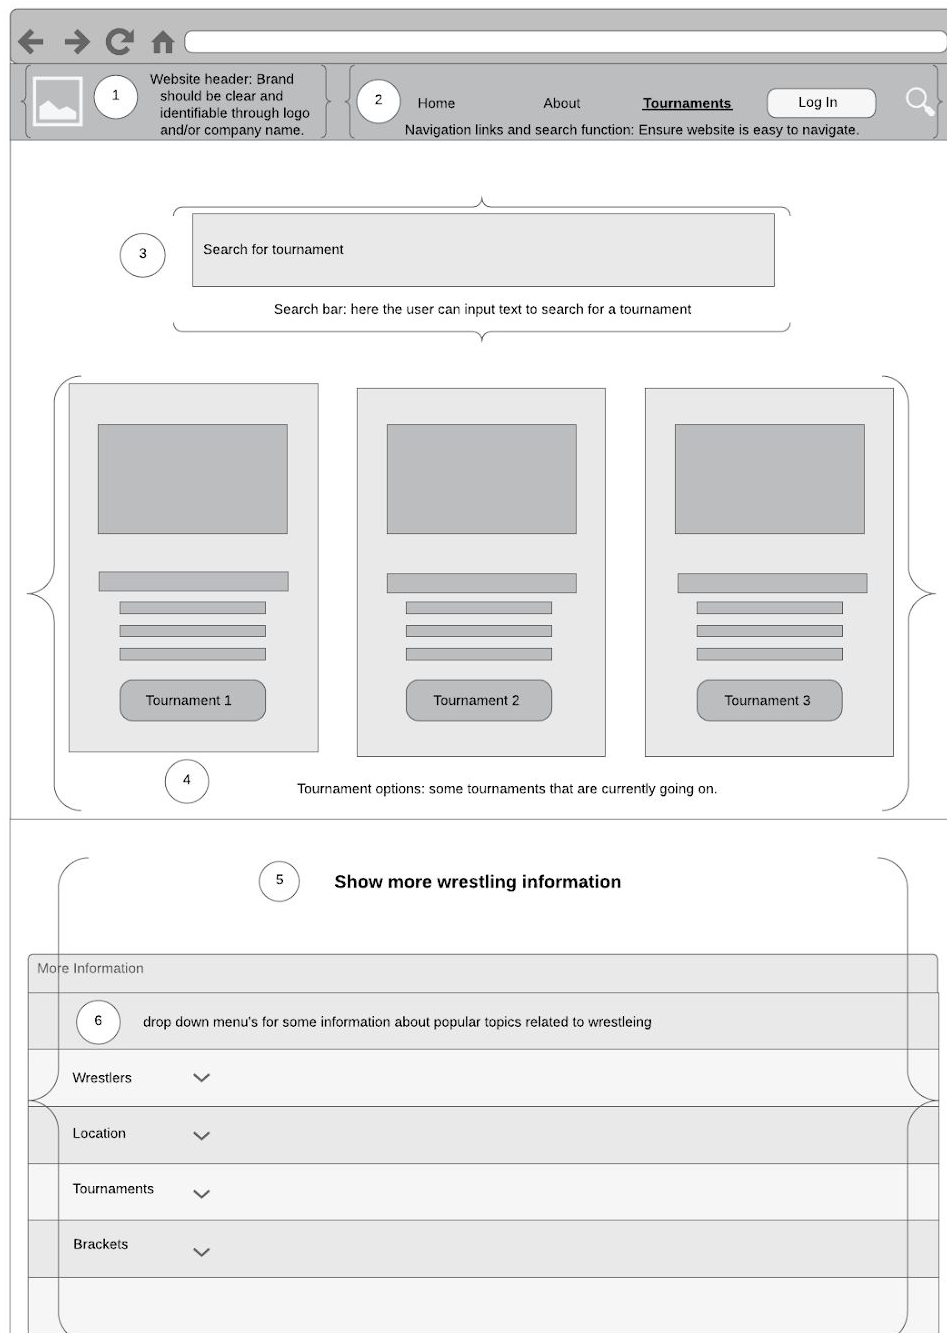 1
Website header: Brand
should be clear and
identifiable through logo
and/or company name.
2
Home About Tournaments Log In
Navigation links and search function: Ensure website is easy to navigate.
3
Search for tournament
Search bar: here the user can input text to search for a tournament
Tournament 1 Tournament 2 Tournament 3
4
Tournament options: some tournaments that are currently going on.
5
Show more wrestling information
More Information
6
drop down menu's for some information about popular topics related to wrestleing
Wrestlers
Location
Tournaments
Brackets